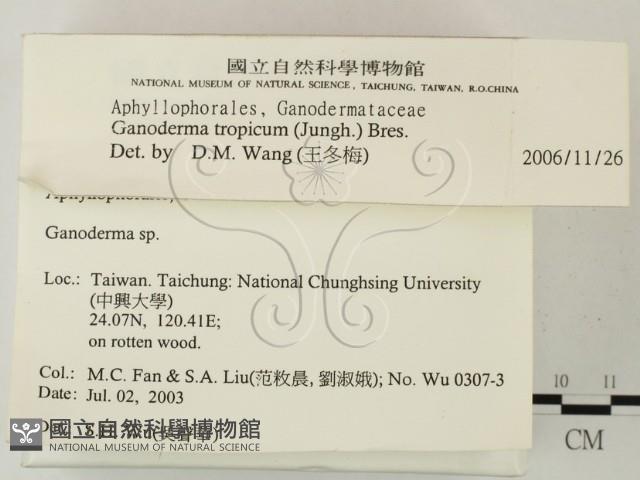 國立自然科學博物館
NATIONAL MUSEUM OF NATURAL SCIENCE, TAICHUNG, TAIWAN, R.O.CHINA
Aphyllophorales, Ganodermataceae
Ganoderma tropicum (Jungh.) Bres.
Det. by D.M. Wang (王冬梅)
2006/11/26
Aphyllophorales,
Ganoderma sp.
Loc.: Taiwan. Taichung: National Chunghsing University
(中興大學)
24.07N, 120.41E;
on rotten wood.
Col.: M.C. Fan & S.A. Liu(范敉晨, 劉淑娥); No. Wu 0307-3
Date: Jul. 02, 2003
國立自然科學博物館
NATIONAL MUSEUM OF NATURAL SCIENCE
10 11
CM